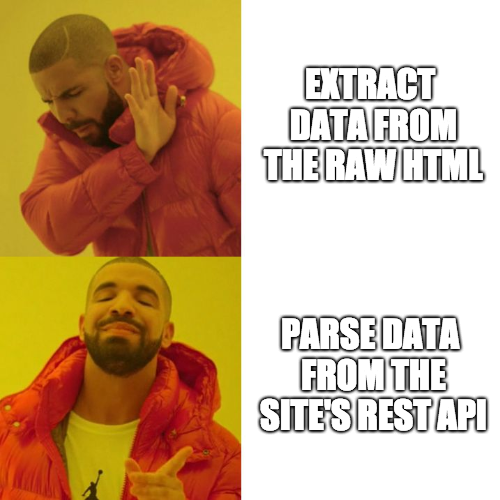 EXTRACT
DATA FROM
THE RAW HTML
PARSE DATA
FROM THE
SITE'S REST API